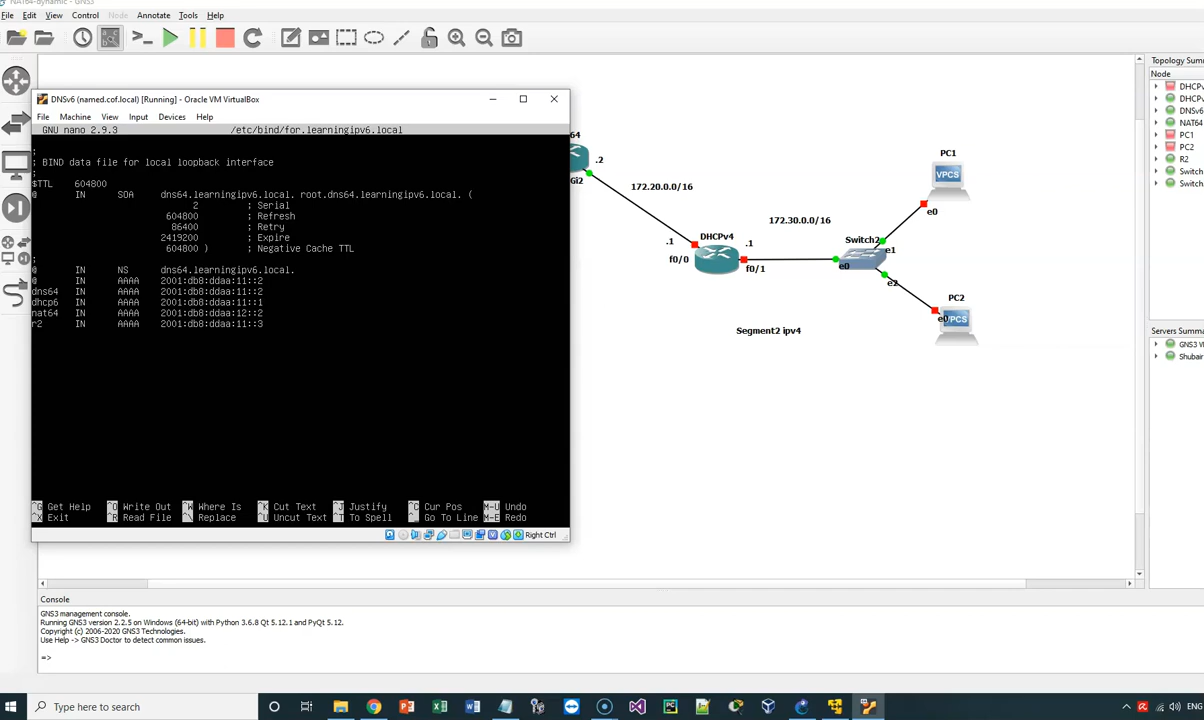 NAT64-dynamic - GNS3
File Edit View Control Node Annotate Tools Help
DNSv6 (named.cof.local) [Running] - Oracle VM VirtualBox
File Machine View Input Devices Help
GNU nano 2.9.3 /etc/bind/for.learningipv6.local
;
; BIND data file for local loopback interface
;
$TTL 604800
@ IN SOA dns64.learningipv6.local. root.dns64.learningipv6.local. (
2 ; Serial
604800 ; Refresh
86400 ; Retry
2419200 ; Expire
604800 ) ; Negative Cache TTL
;
@ IN NS dns64.learningipv6.local.
@ IN AAAA 2001:db8:ddaa:11::2
dns64 IN AAAA 2001:db8:ddaa:11::2
dhcp6 IN AAAA 2001:db8:ddaa:11::1
nat64 IN AAAA 2001:db8:ddaa:12::2
r2 IN AAAA 2001:db8:ddaa:11::3
^G Get Help ^O Write Out ^W Where Is ^K Cut Text ^J Justify ^C Cur Pos M-U Undo
^X Exit ^R Read File ^\ Replace ^U Uncut Text ^T To Spell ^_ Go To Line M-E Redo
Right Ctrl
64
.2
Gi2
172.20.0.0/16
.1
f0/0
DHCPv4
.1
f0/1
172.30.0.0/16
Switch2
e0
e1
e2
PC1
VPCS
e0
PC2
e0
VPCS
Segment2 ipv4
Topology Summ
Node
DHCPv
DHCPv
DNSv6
NAT64
PC1
PC2
R2
Switch
Switch
Servers Summa
GNS3 V
Shubair
Console
GNS3 management console.
Running GNS3 version 2.2.5 on Windows (64-bit) with Python 3.6.8 Qt 5.12.1 and PyQt 5.12.
Copyright (c) 2006-2020 GNS3 Technologies.
Use Help -> GNS3 Doctor to detect common issues.
=>
Type here to search
ENG